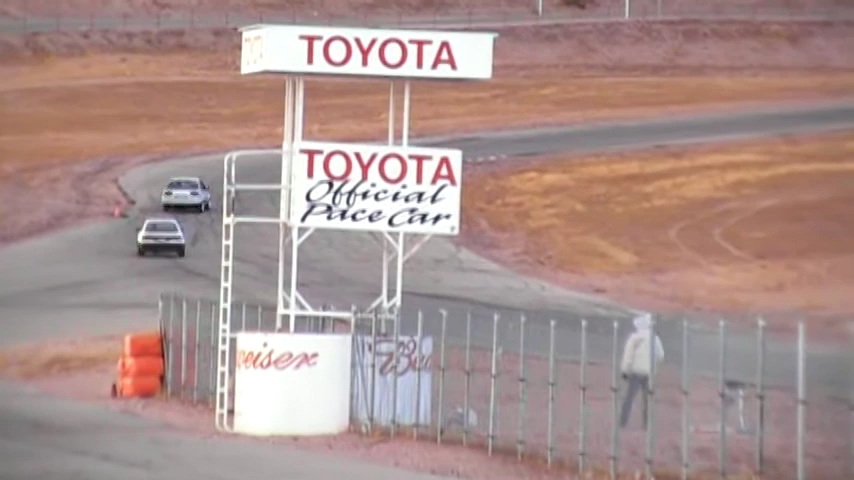 TOYOTA
TOYOTA
Official
Pace Car
eiser